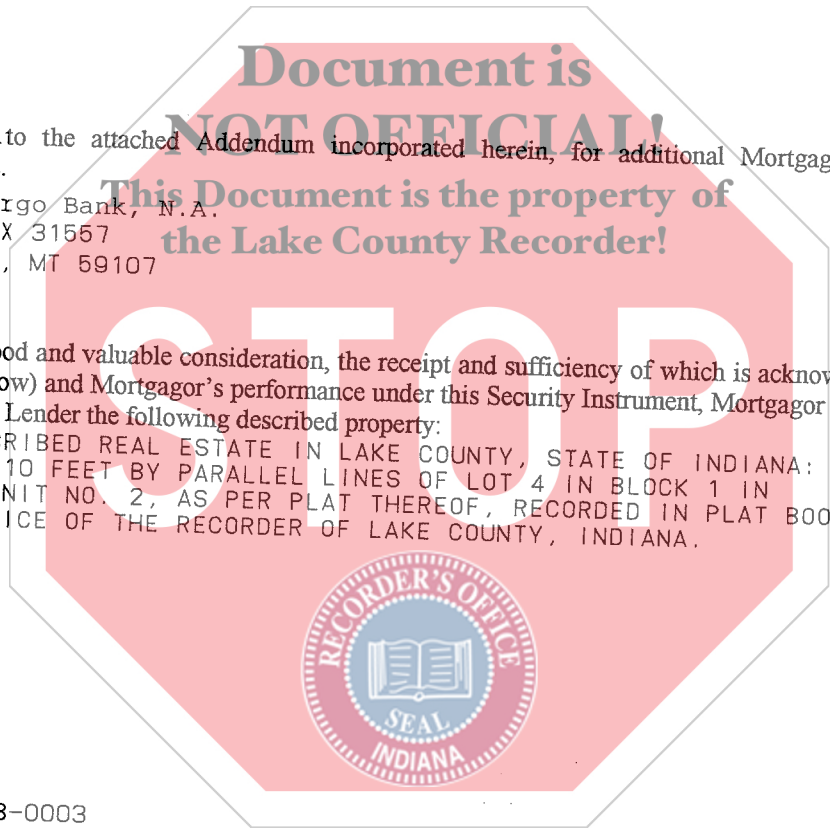 Document is
NOT OFFICIAL!
to the attached Addendum incorporated herein, for additional Mortgag
This Document is the property of
rgo Bank, N.A.
the Lake County Recorder!
X 31557
, MT 59107
STOP
ood and valuable consideration, the receipt and sufficiency of which is acknow
ow) and Mortgagor's performance under this Security Instrument, Mortgagor
Lender the following described property:
RIBED REAL ESTATE IN LAKE COUNTY, STATE OF INDIANA:
10 FEET BY PARALLEL LINES OF LOT 4 IN BLOCK 1 IN
NIT NO. 2, AS PER PLAT THEREOF, RECORDED IN PLAT BOO
ICE OF THE RECORDER OF LAKE COUNTY, INDIANA.
RECORDER'S OFFICE
SEAL
INDIANA
8-0003